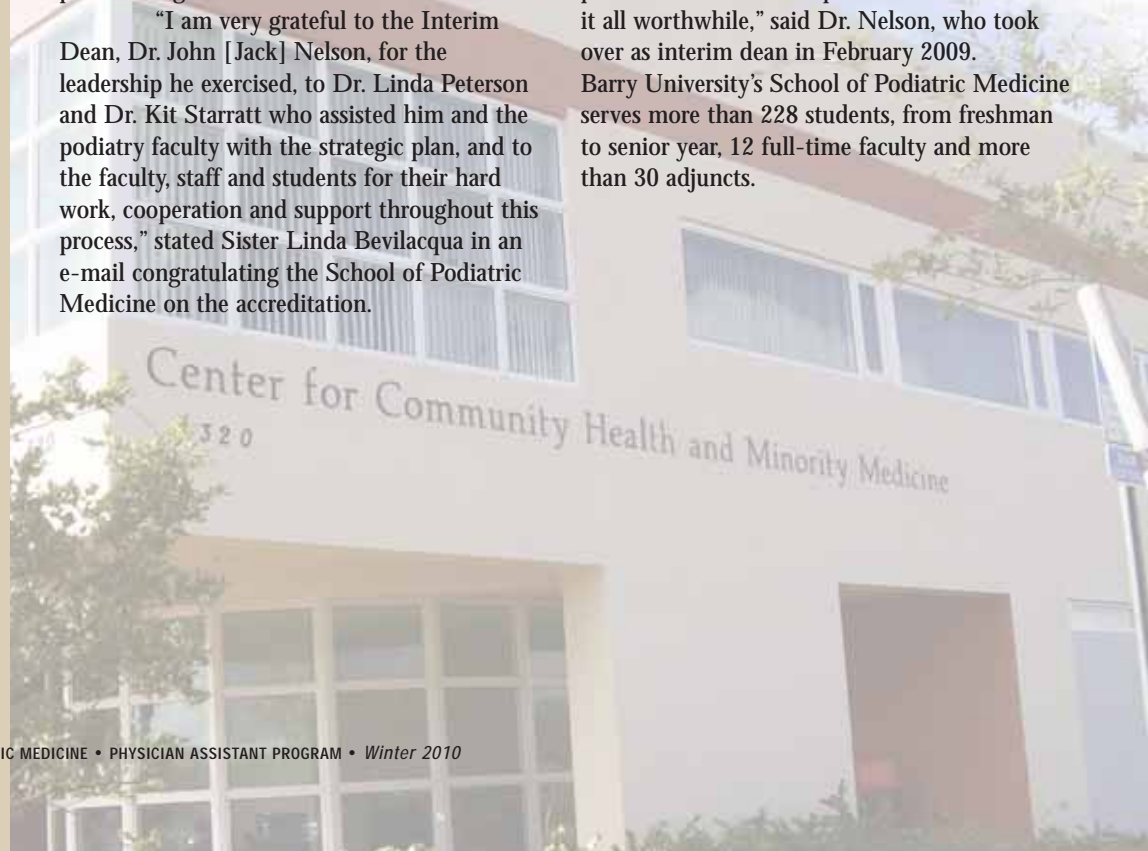 “I am very grateful to the Interim
Dean, Dr. John [Jack] Nelson, for the
leadership he exercised, to Dr. Linda Peterson
and Dr. Kit Starratt who assisted him and the
podiatry faculty with the strategic plan, and to
the faculty, staff and students for their hard
work, cooperation and support throughout this
process,” stated Sister Linda Bevilacqua in an
e-mail congratulating the School of Podiatric
Medicine on the accreditation.
it all worthwhile,” said Dr. Nelson, who took
over as interim dean in February 2009.
Barry University’s School of Podiatric Medicine
serves more than 228 students, from freshman
to senior year, 12 full-time faculty and more
than 30 adjuncts.
Center for Community Health and Minority Medicine
320
IC MEDICINE • PHYSICIAN ASSISTANT PROGRAM • Winter 2010